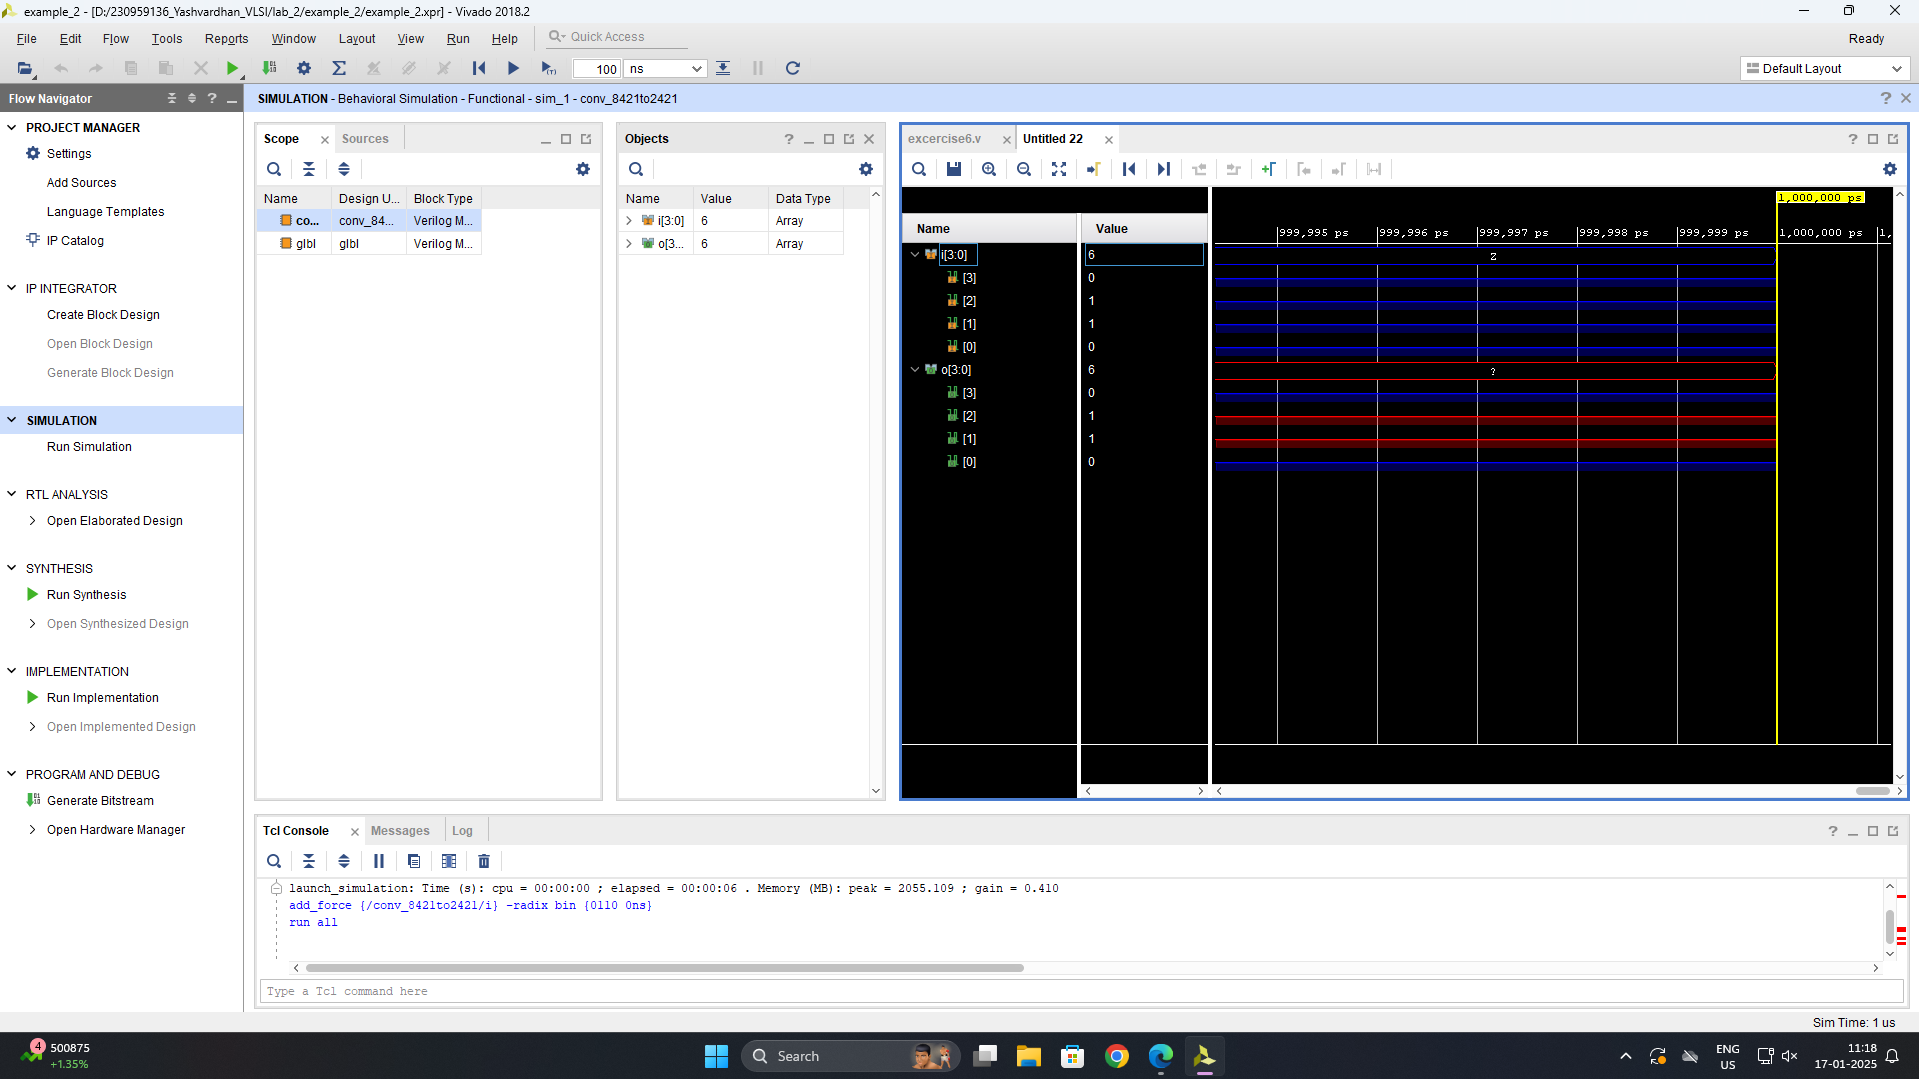 example_2 - [D:/230959136_Yashvardhan_VLSI/lab_2/example_2/example_2.xpr] - Vivado 2018.2
File Edit Flow Tools Reports Window Layout View Run Help Quick Access Ready
100 ns Default Layout
Flow Navigator
SIMULATION - Behavioral Simulation - Functional - sim_1 - conv_8421to2421
PROJECT MANAGER
Settings
Add Sources
Language Templates
IP Catalog
IP INTEGRATOR
Create Block Design
Open Block Design
Generate Block Design
SIMULATION
Run Simulation
RTL ANALYSIS
Open Elaborated Design
SYNTHESIS
Run Synthesis
Open Synthesized Design
IMPLEMENTATION
Run Implementation
Open Implemented Design
PROGRAM AND DEBUG
Generate Bitstream
Open Hardware Manager
Scope Sources
Name Design U... Block Type
co... conv_84... Verilog M...
glbl glbl Verilog M...
Objects
Name Value Data Type
i[3:0] 6 Array
o[3... 6 Array
excercise6.v Untitled 22
1,000,000 ps
Name Value
999,995 ps 999,996 ps 999,997 ps 999,998 ps 999,999 ps 1,000,000 ps 1,
i[3:0] 6 Z
[3] 0
[2] 1
[1] 1
[0] 0
o[3:0] 6 ?
[3] 0
[2] 1
[1] 1
[0] 0
Tcl Console Messages Log
launch_simulation: Time (s): cpu = 00:00:00 ; elapsed = 00:00:06 . Memory (MB): peak = 2055.109 ; gain = 0.410
add_force {/conv_8421to2421/i} -radix bin {0110 0ns}
run all
Type a Tcl command here
Sim Time: 1 us
4
500875
+1.35%
Search
ENG
US
11:18
17-01-2025